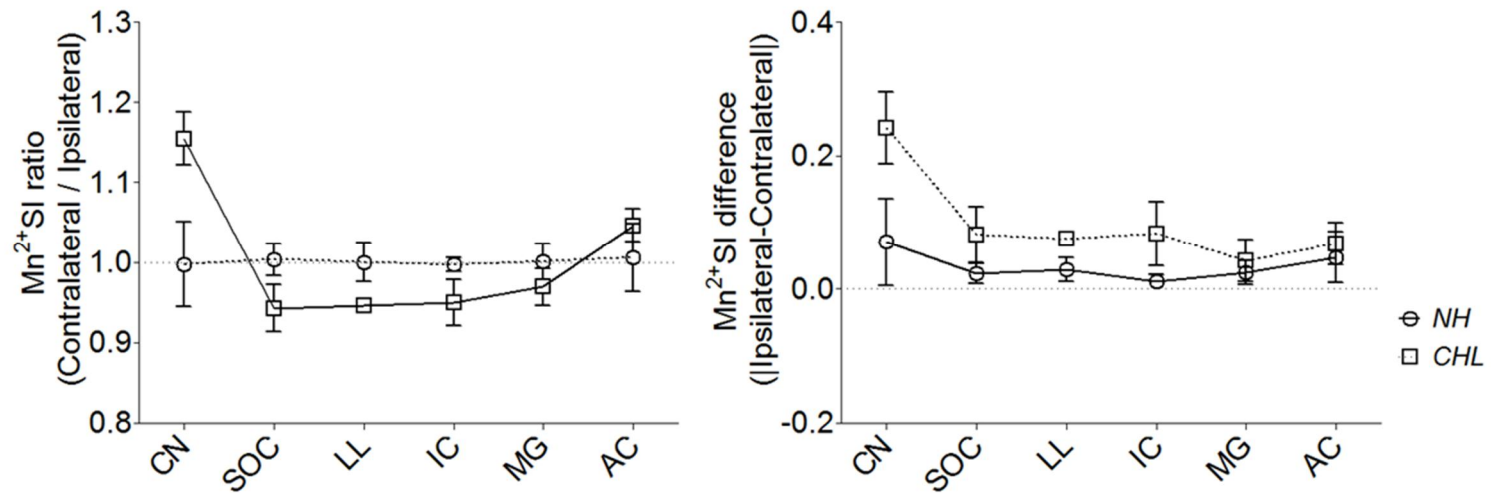 Mn²⁺SI ratio
(Contralateral / Ipsilateral)
1.3
1.2
1.1
1.0
0.9
0.8
CN
SOC
LL
IC
MG
AC
Mn²⁺SI difference
(|Ipsilateral-Contralateral|)
0.4
0.2
0.0
-0.2
CN
SOC
LL
IC
MG
AC
NH
CHL